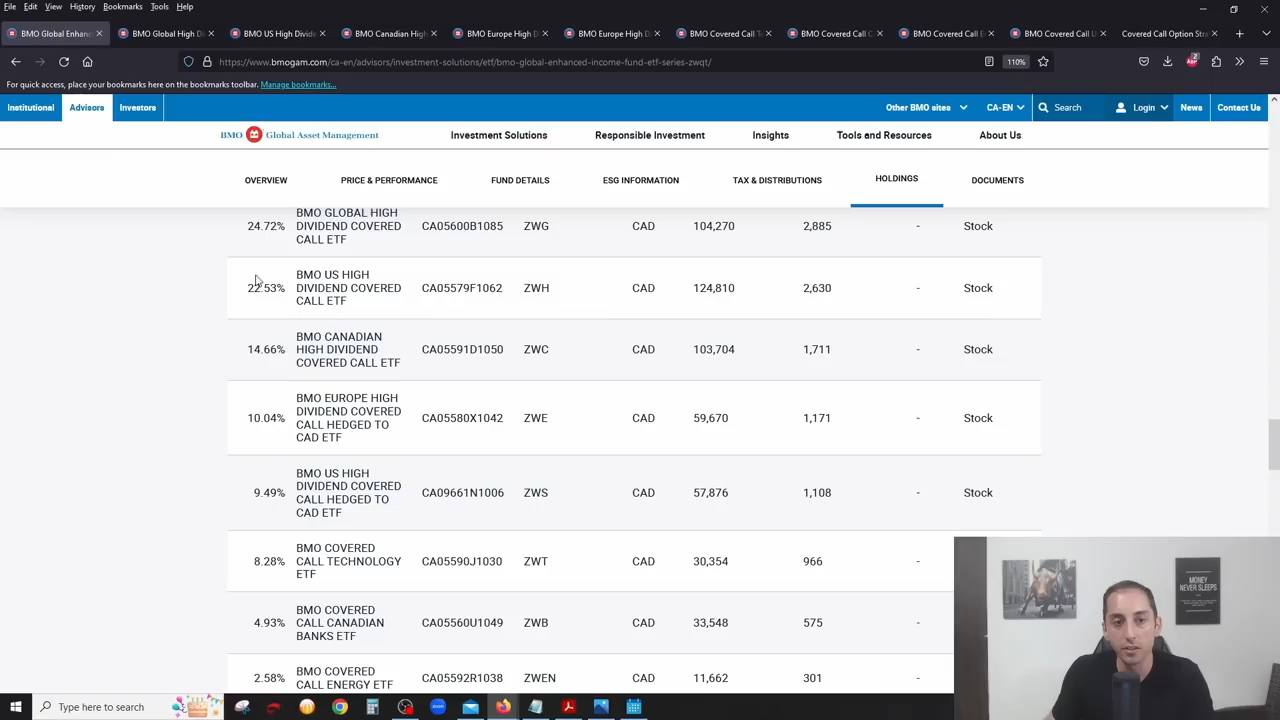 File Edit View History Bookmarks Tools Help
BMO Global Enhanc
BMO Global High Di
BMO US High Divide
BMO Canadian High
BMO Europe High D
BMO Europe High D
BMO Covered Call Te
BMO Covered Call C
BMO Covered Call E
BMO Covered Call U
Covered Call Option Stra
https://www.bmogam.com/ca-en/advisors/investment-solutions/etf/bmo-global-enhanced-income-fund-etf-series-zwqt/
110%
2
For quick access, place your bookmarks here on the bookmarks toolbar. Manage bookmarks...
Institutional Advisors Investors
Other BMO sites CA-EN Search Login News Contact Us
BMO Global Asset Management
Investment Solutions Responsible Investment Insights Tools and Resources About Us
OVERVIEW PRICE & PERFORMANCE FUND DETAILS ESG INFORMATION TAX & DISTRIBUTIONS HOLDINGS DOCUMENTS
BMO GLOBAL HIGH
24.72% DIVIDEND COVERED CA05600B1085 ZWG CAD 104,270 2,885 - Stock
CALL ETF
BMO US HIGH
22.53% DIVIDEND COVERED CA05579F1062 ZWH CAD 124,810 2,630 - Stock
CALL ETF
BMO CANADIAN
14.66% HIGH DIVIDEND CA05591D1050 ZWC CAD 103,704 1,711 - Stock
COVERED CALL ETF
BMO EUROPE HIGH
DIVIDEND COVERED
10.04% CALL HEDGED TO CA05580X1042 ZWE CAD 59,670 1,171 - Stock
CAD ETF
BMO US HIGH
DIVIDEND COVERED
9.49% CALL HEDGED TO CA09661N1006 ZWS CAD 57,876 1,108 - Stock
CAD ETF
BMO COVERED
8.28% CALL TECHNOLOGY CA05590J1030 ZWT CAD 30,354 966 -
ETF
BMO COVERED
4.93% CALL CANADIAN CA05560U1049 ZWB CAD 33,548 575 -
BANKS ETF
BMO COVERED
2.58% CALL ENERGY ETF CA05592R1038 ZWEN CAD 11,662 301 -
MONEY
NEVER SLEEPS
Type here to search